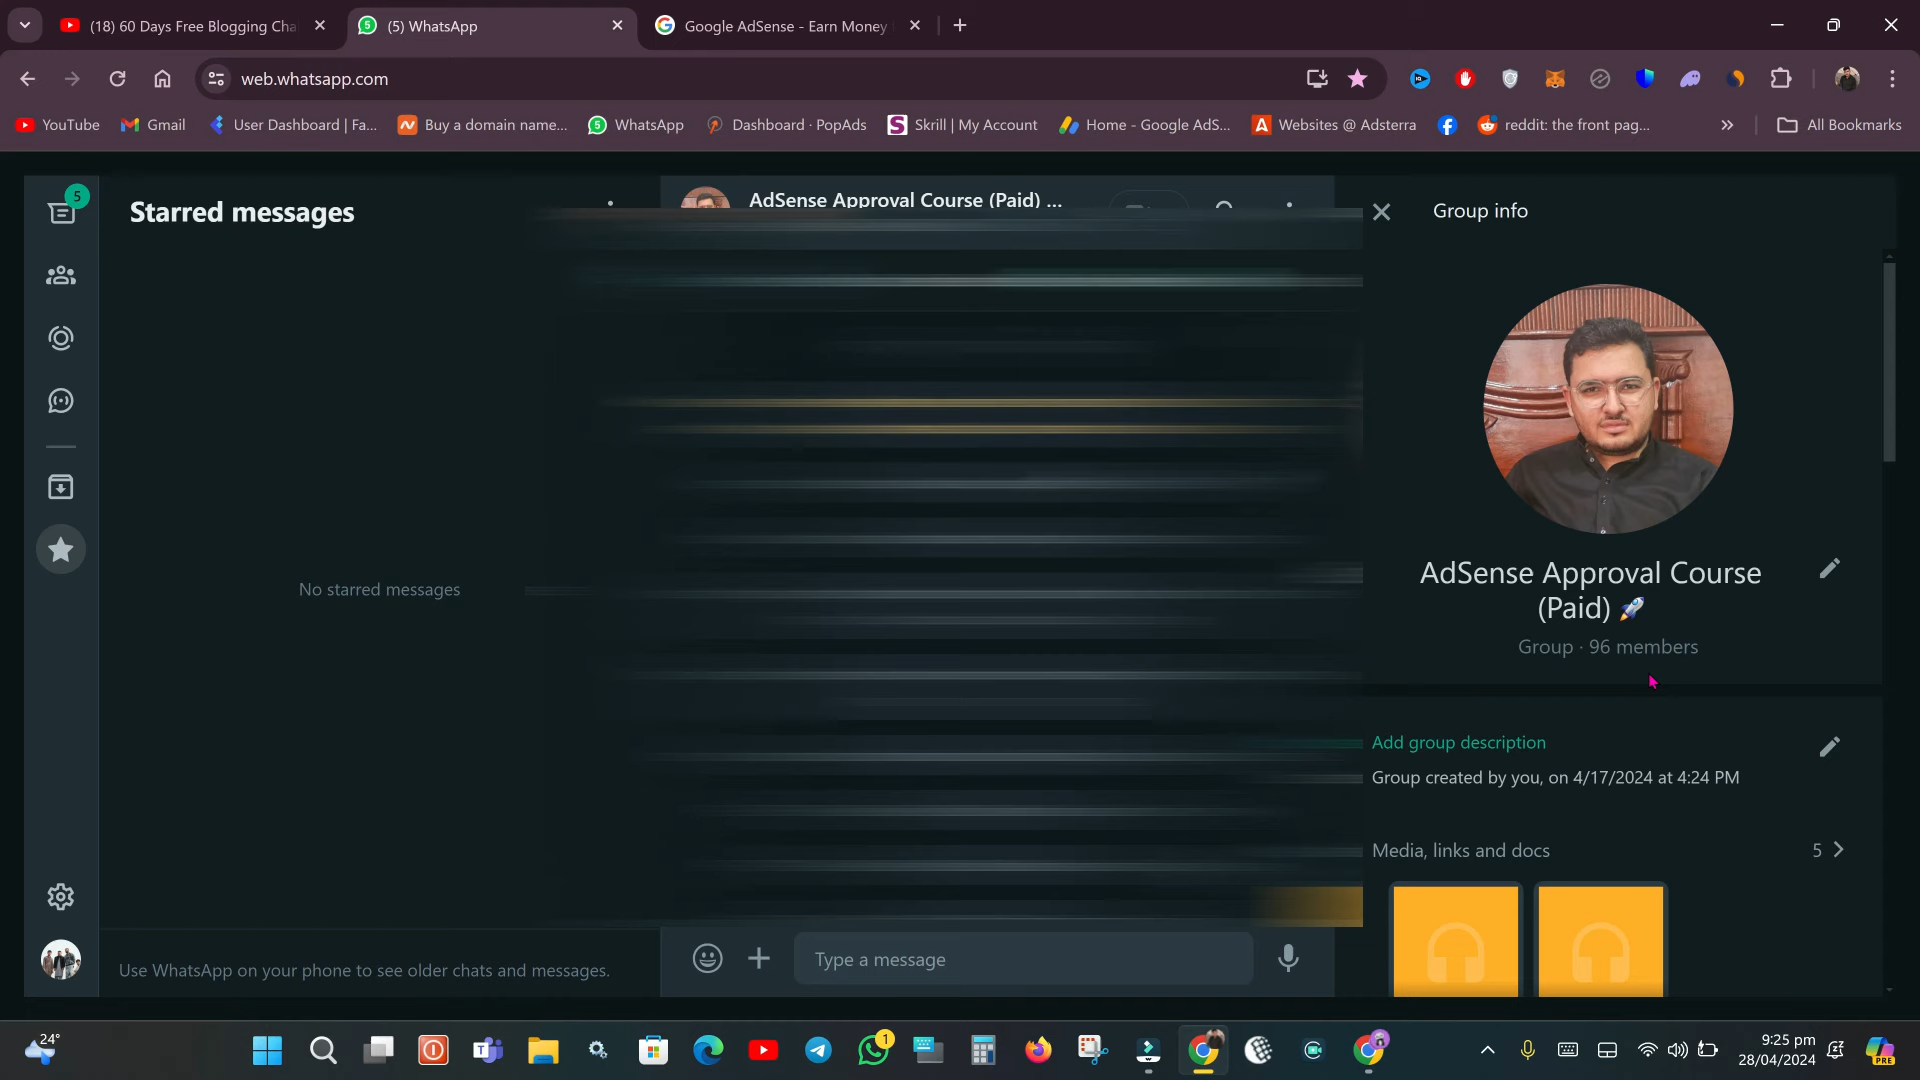 (18) 60 Days Free Blogging Cha
(5) WhatsApp
Google AdSense - Earn Money
web.whatsapp.com
YouTube
Gmail
User Dashboard | Fa...
Buy a domain name...
WhatsApp
Dashboard · PopAds
Skrill | My Account
Home - Google AdS...
Websites @ Adsterra
reddit: the front pag...
All Bookmarks
5
Starred messages
AdSense Approval Course (Paid) ...
Group info
No starred messages
AdSense Approval Course
(Paid) 🚀
Group · 96 members
Add group description
Group created by you, on 4/17/2024 at 4:24 PM
Media, links and docs
5
Type a message
Use WhatsApp on your phone to see older chats and messages.
24°
1
9:25 pm
28/04/2024
PRE